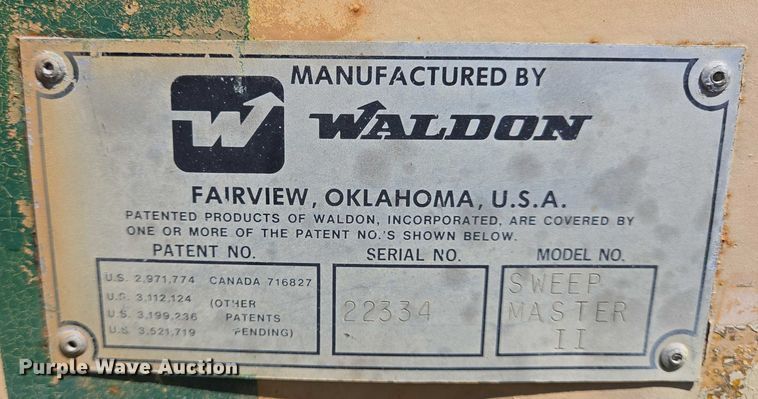 MANUFACTURED BY
W WALDON
FAIRVIEW, OKLAHOMA, U.S.A.
PATENTED PRODUCTS OF WALDON, INCORPORATED, ARE COVERED BY
ONE OR MORE OF THE PATENT NO.'S SHOWN BELOW.
PATENT NO. SERIAL NO. MODEL NO.
U.S. 2,971,774 CANADA 716827
U.S. 3,112,124 (OTHER
U.S. 3,199,236 PATENTS
U.S. 3,521,719 PENDING)
22334
SWEEP
MASTER
II
Purple Wave Auction